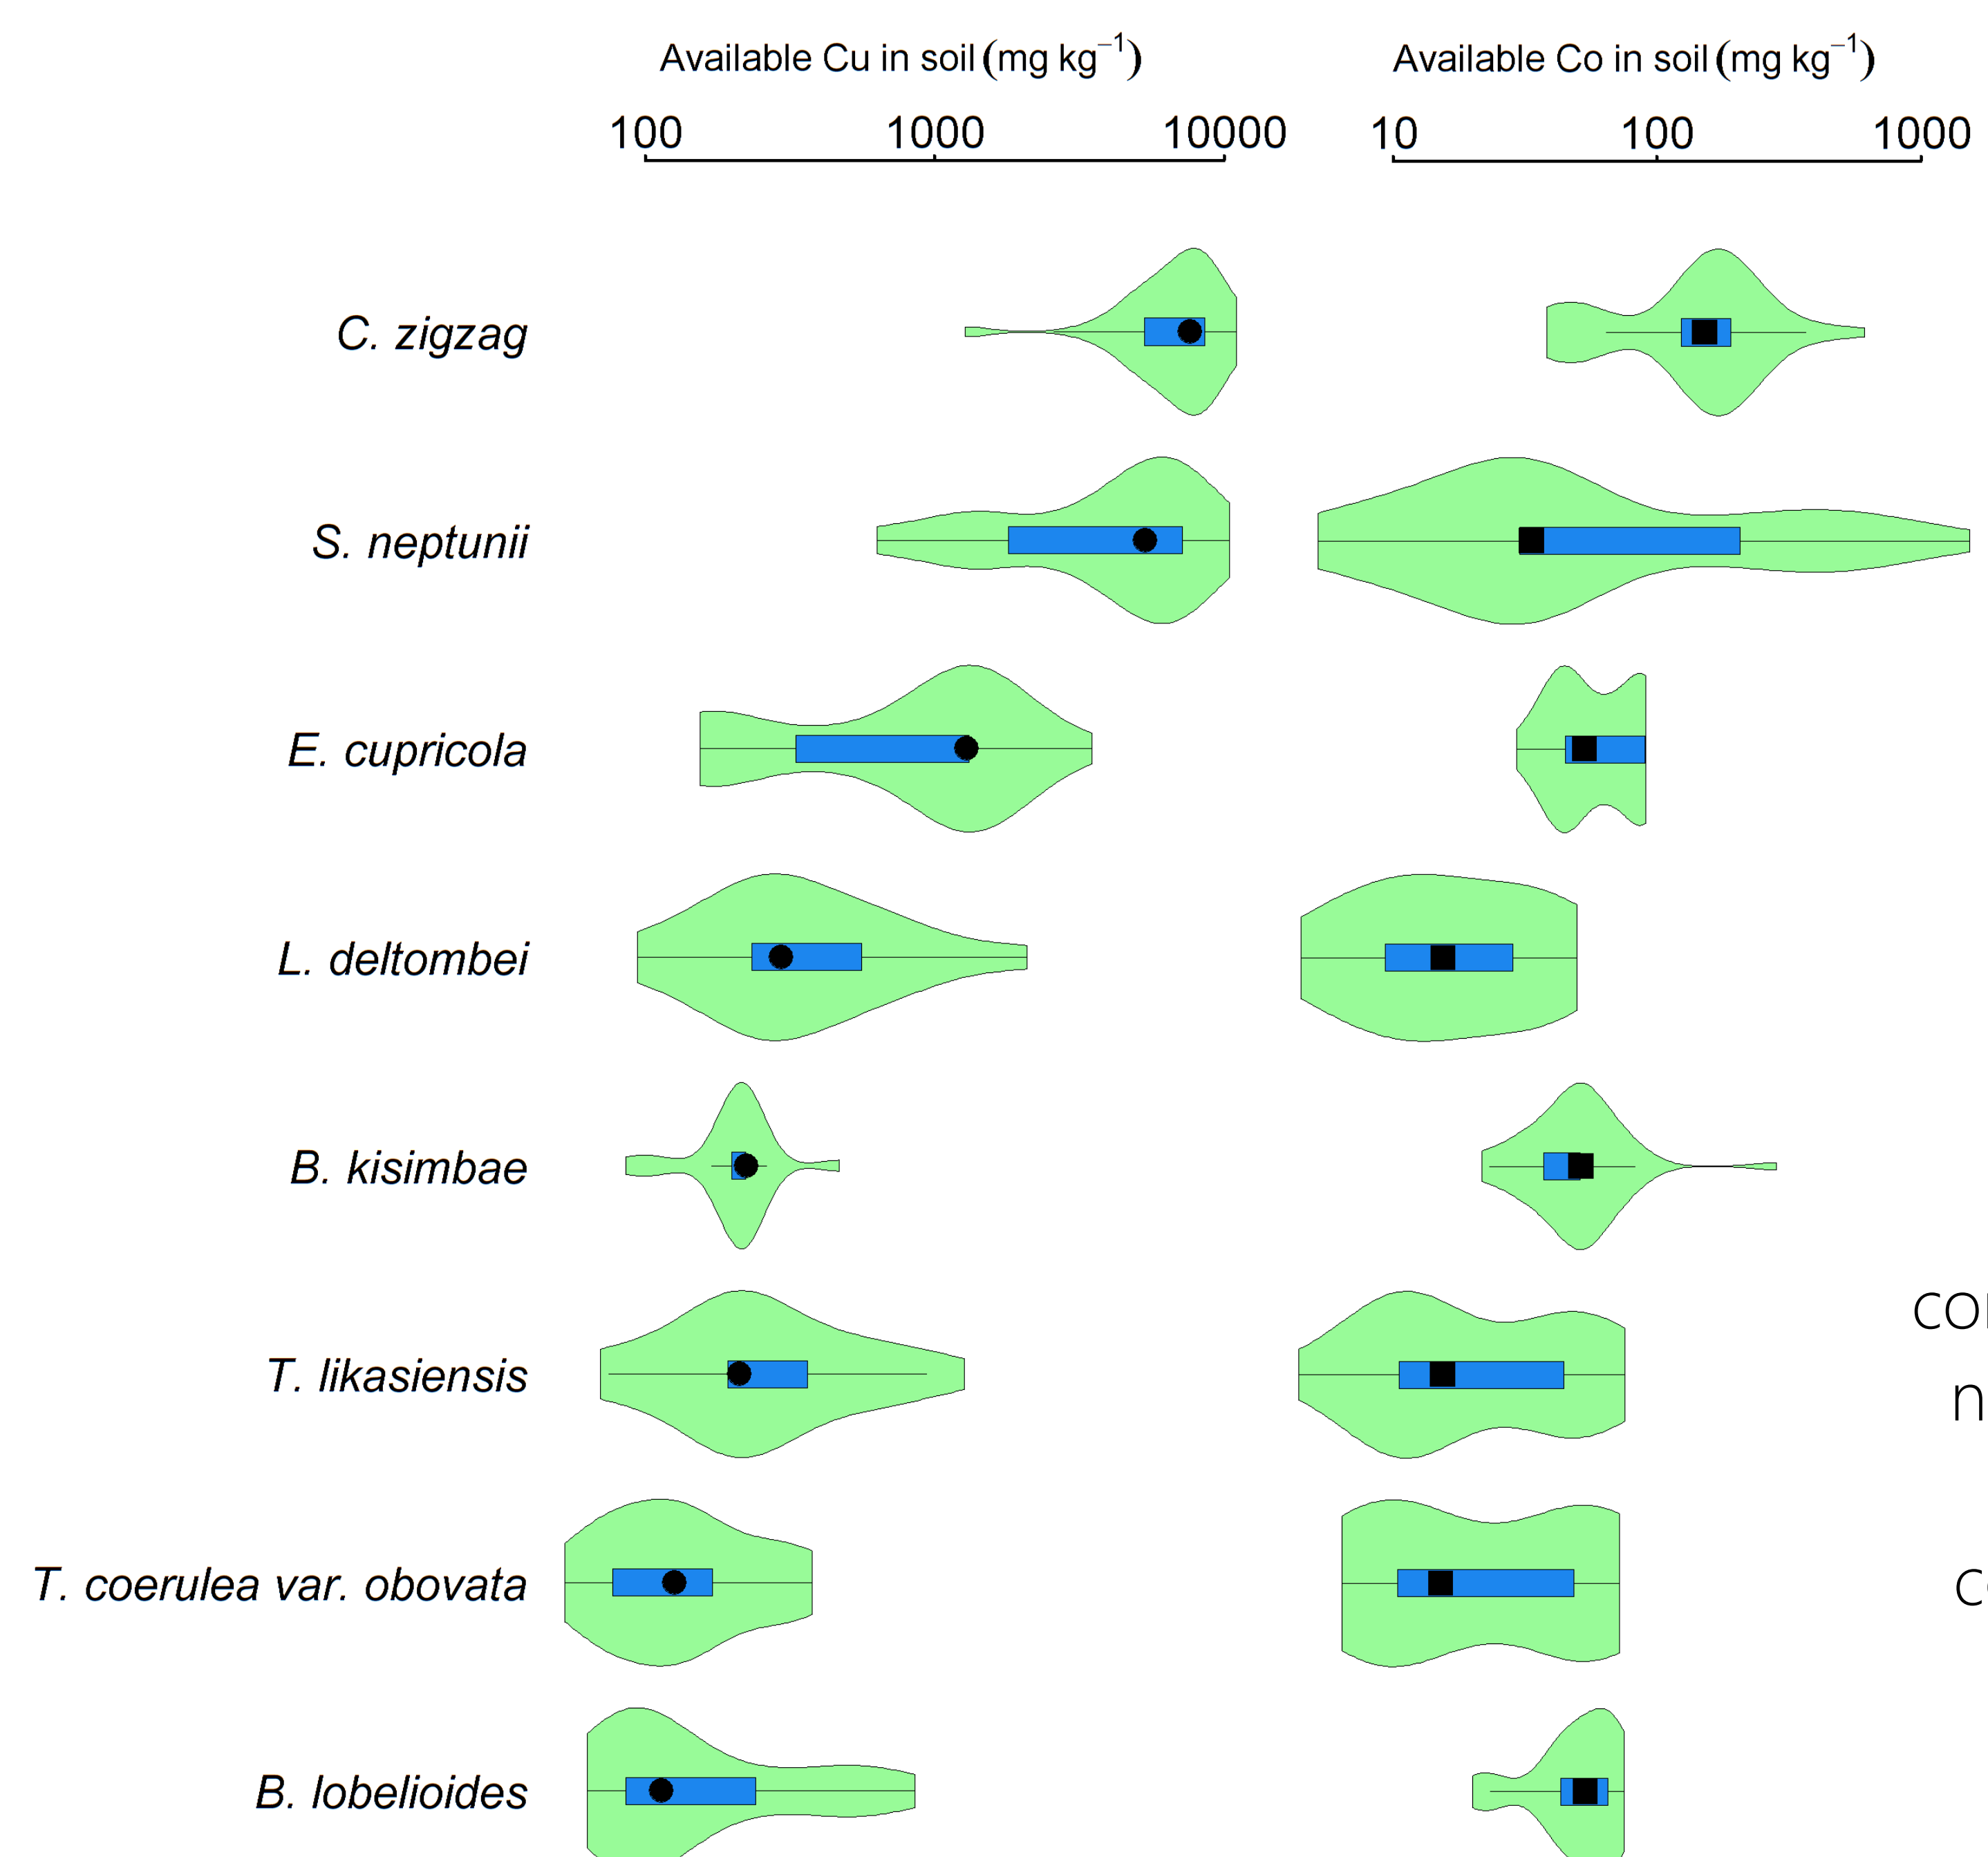 Available Cu in soil (mg kg⁻¹) Available Co in soil (mg kg⁻¹)
100 1000 10000 10 100 1000
C. zigzag
S. neptunii
E. cupricola
L. deltombei
B. kisimbae
T. likasiensis
T. coerulea var. obovata
B. lobelioides